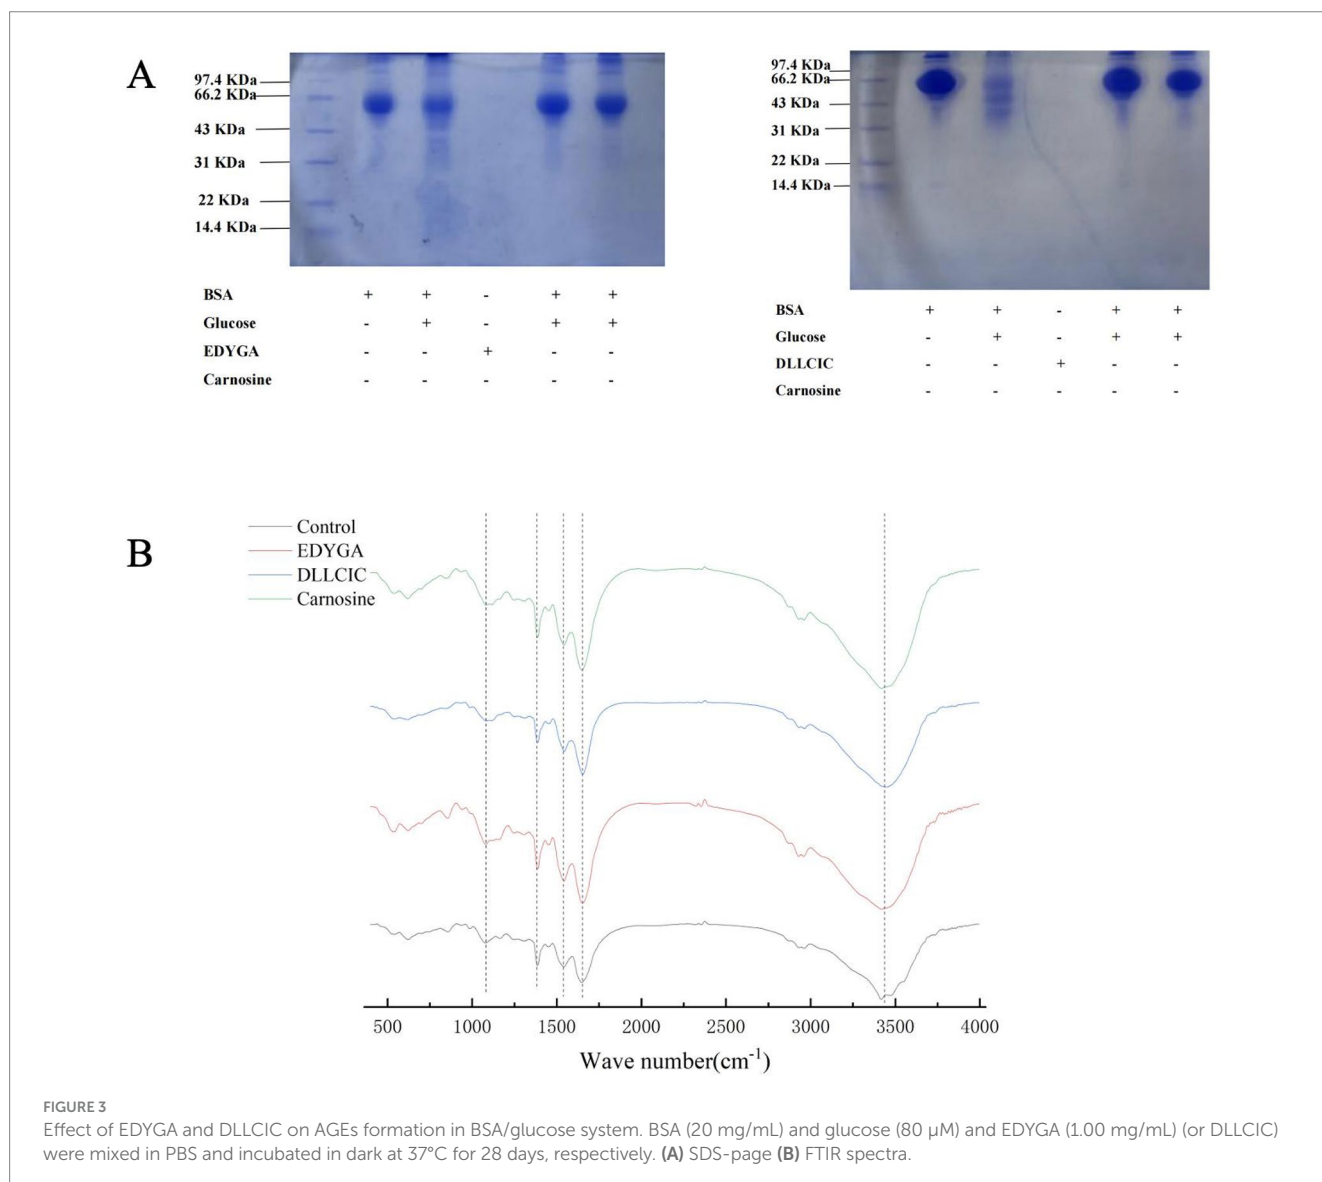 A
97.4 KDa
66.2 KDa
43 KDa
31 KDa
22 KDa
14.4 KDa
BSA + + - + +
Glucose - + - + +
EDYGA - - + - -
Carnosine - - - - -
97.4 KDa
66.2 KDa
43 KDa
31 KDa
22 KDa
14.4 KDa
BSA + + - + +
Glucose - + - + +
DLLCIC - - + - -
Carnosine - - - - -
B
Control
EDYGA
DLLCIC
Carnosine
500 1000 1500 2000 2500 3000 3500 4000
Wave number(cm⁻¹)
FIGURE 3
Effect of EDYGA and DLLCIC on AGEs formation in BSA/glucose system. BSA (20 mg/mL) and glucose (80 μM) and EDYGA (1.00 mg/mL) (or DLLCIC)
were mixed in PBS and incubated in dark at 37°C for 28 days, respectively. (A) SDS-page (B) FTIR spectra.